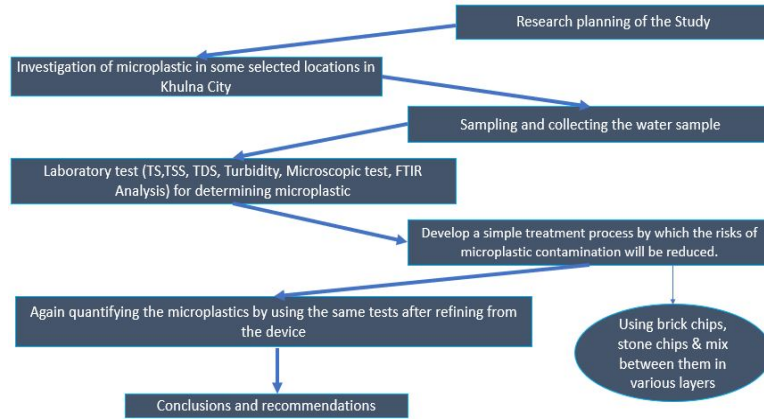 Research planning of the Study
Investigation of microplastic in some selected locations in
Khulna City
Sampling and collecting the water sample
Laboratory test (TS,TSS, TDS, Turbidity, Microscopic test, FTIR
Analysis) for determining microplastic
Develop a simple treatment process by which the risks of
microplastic contamination will be reduced.
Again quantifying the microplastics by using the same tests after refining from
the device
Using brick chips,
stone chips & mix
between them in
various layers
Conclusions and recommendations